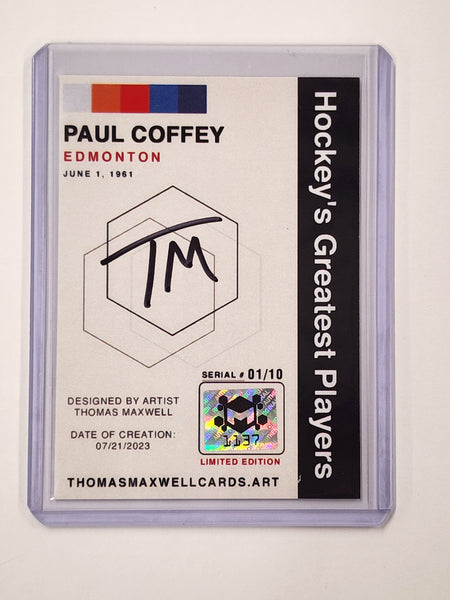 PAUL COFFEY
EDMONTON
JUNE 1, 1961
TM
SERIAL # 01/10
1137
LIMITED EDITION
DESIGNED BY ARTIST
THOMAS MAXWELL
DATE OF CREATION:
07/21/2023
THOMASMAXWELLCARDS.ART
Hockey's Greatest Players